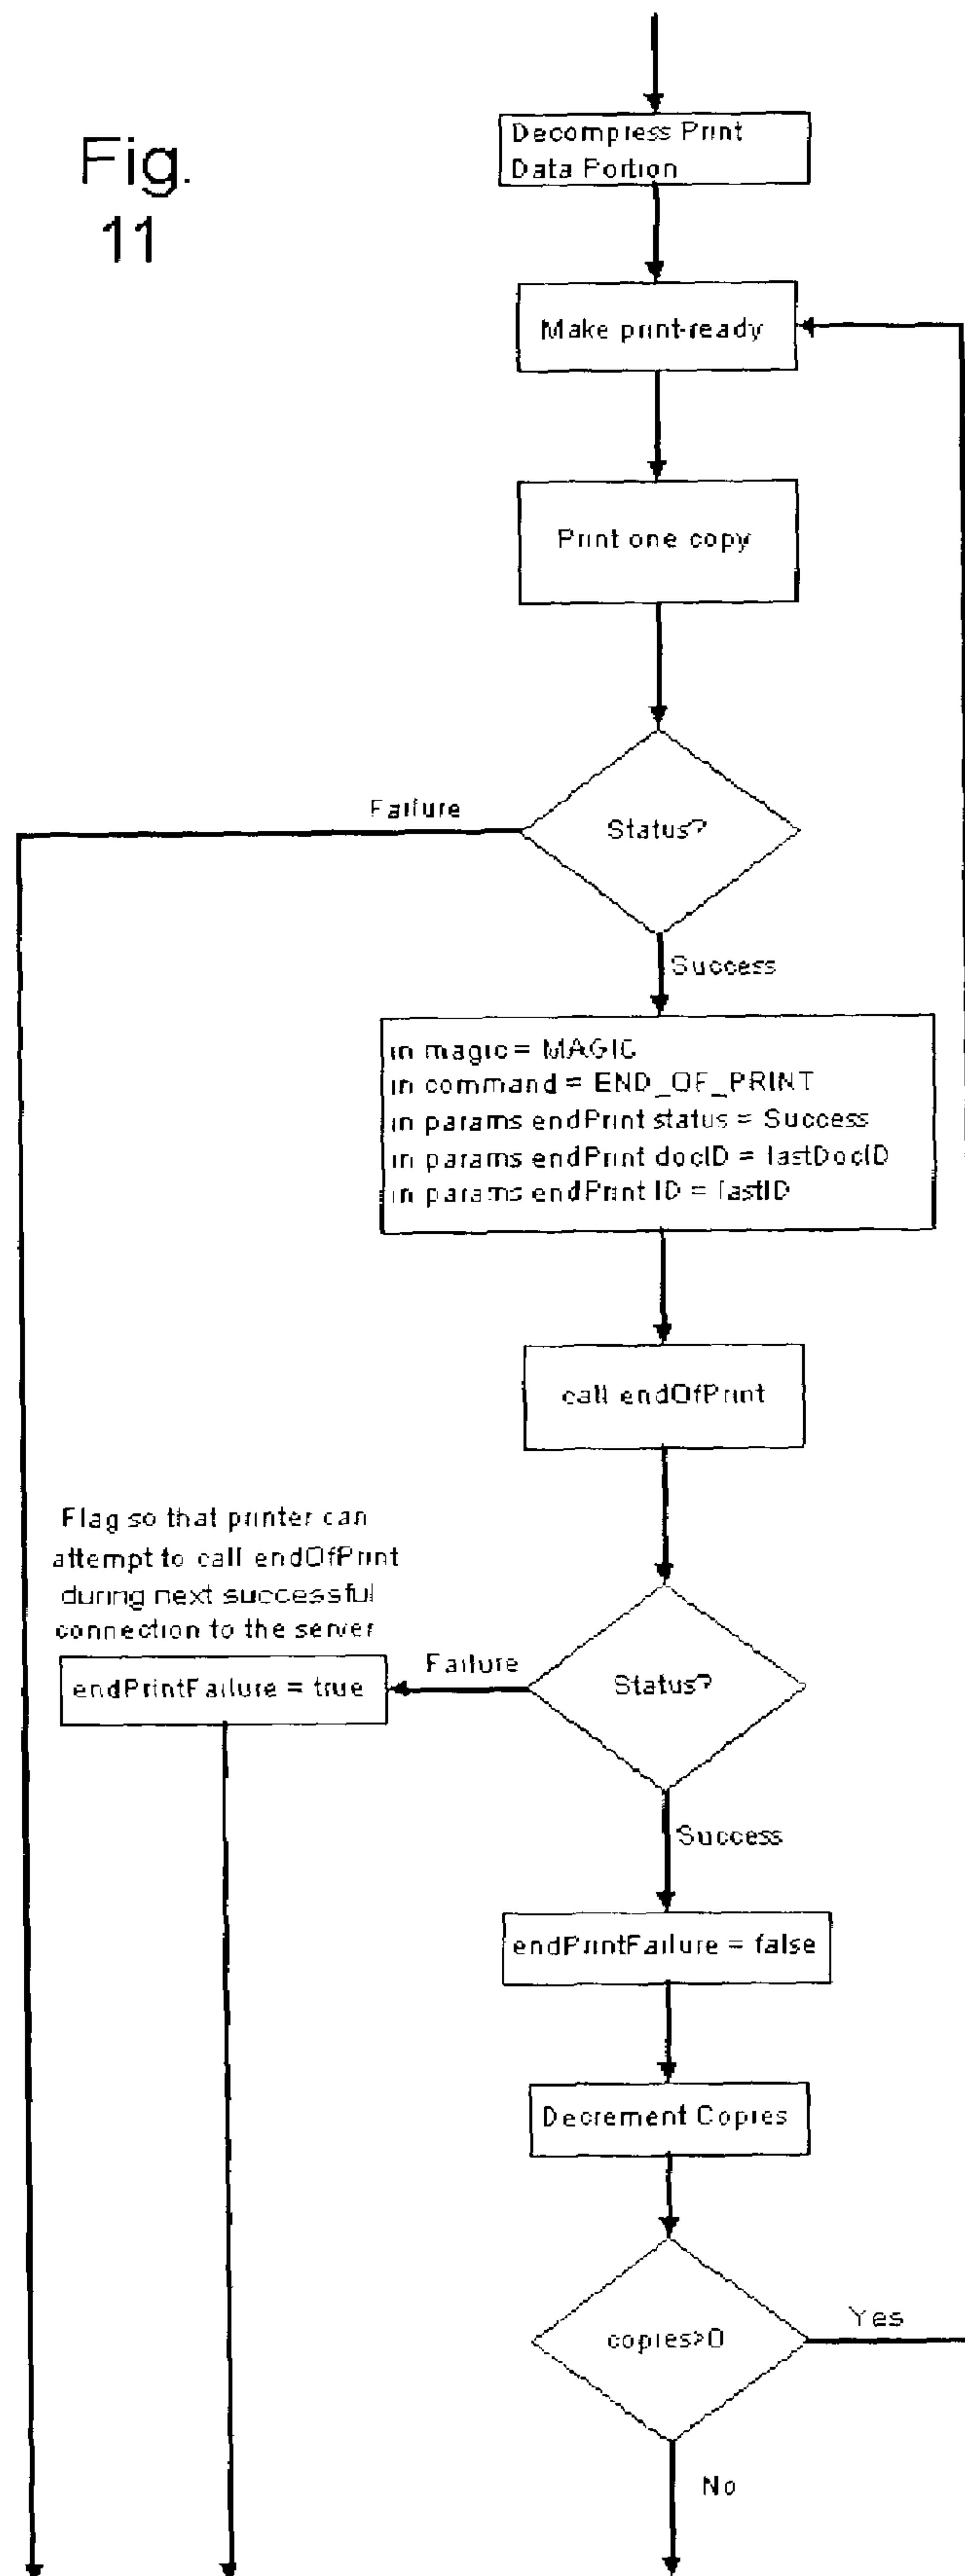 Fig.
11
Decompress Print
Data Portion
Make print-ready
Print one copy
Failure
Status?
Success
in magic = MAGIC
in command = END_OF_PRINT
in params endPrint status = Success
in params endPrint docID = lastDocID
in params endPrint ID = lastID
call endOfPrint
Flag so that printer can
attempt to call endOfPrint
during next successful
connection to the server
endPrintFailure = true
Failure
Status?
Success
endPrintFailure = false
Decrement Copies
copies>0
Yes
No